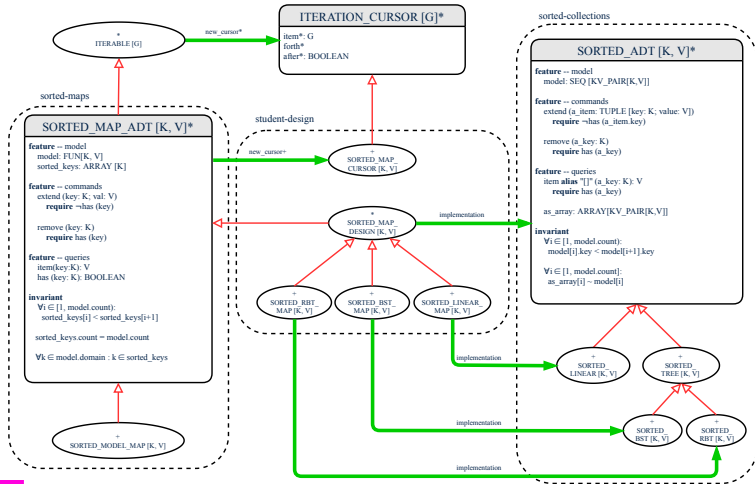 *
ITERABLE [G]
new_cursor*
ITERATION_CURSOR [G]*
item*: G
forth*
after*: BOOLEAN
sorted-collections
SORTED_ADT [K, V]*
feature -- model
model: SEQ [KV_PAIR[K,V]]
feature -- commands
extend (a_item: TUPLE [key: K; value: V])
require ¬has (a_item.key)
remove (a_key: K)
require has (a_key)
feature -- queries
item alias "[]" (a_key: K): V
require has (a_key)
as_array: ARRAY[KV_PAIR[K,V]]
invariant
∀i ∈ [1, model.count):
model[i].key < model[i+1].key
∀i ∈ [1, model.count]:
as_array[i] ~ model[i]
sorted-maps
SORTED_MAP_ADT [K, V]*
feature -- model
model: FUN[K, V]
sorted_keys: ARRAY [K]
feature -- commands
extend (key: K; val: V)
require ¬has (key)
remove (key: K)
require has (key)
feature -- queries
item(key:K): V
has (key: K): BOOLEAN
invariant
∀i ∈ [1, model.count):
sorted_keys[i] < sorted_keys[i+1]
sorted_keys.count = model.count
∀k ∈ model.domain : k ∈ sorted_keys
+
SORTED_MODEL_MAP [K, V]
student-design
new_cursor+
+
SORTED_MAP_
CURSOR [K, V]
*
SORTED_MAP_
DESIGN [K, V]
implementation
+
SORTED_RBT_
MAP [K, V]
+
SORTED_BST_
MAP [K, V]
+
SORTED_LINEAR_
MAP [K, V]
implementation
+
SORTED_
LINEAR [K, V]
+
SORTED_
TREE [K, V]
implementation
+
SORTED_
BST [K, V]
+
SORTED_
RBT [K, V]
implementation